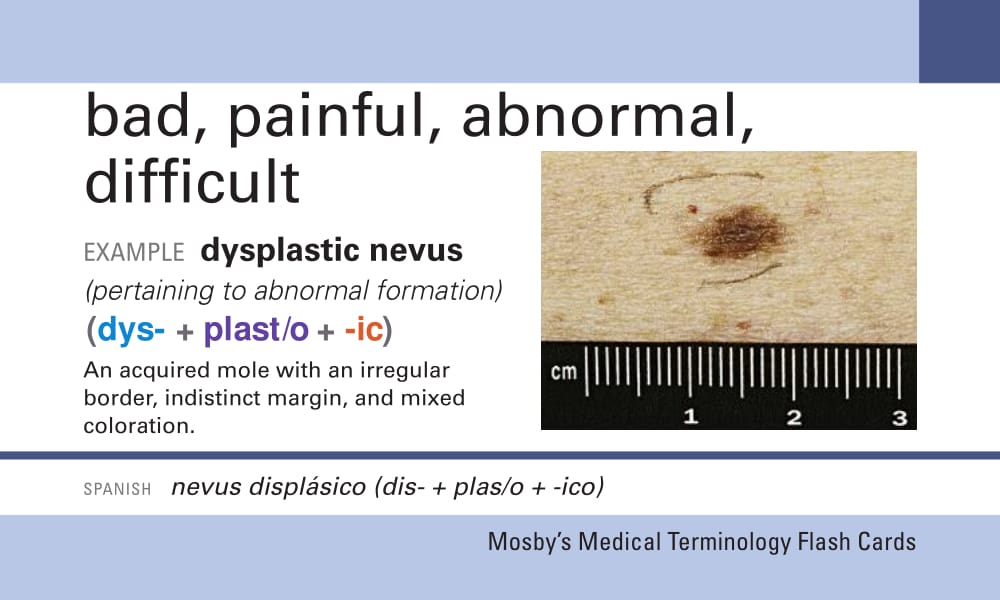 bad, painful, abnormal,
difficult
EXAMPLE dysplastic nevus
(pertaining to abnormal formation)
(dys- + plast/o + -ic)
An acquired mole with an irregular
border, indistinct margin, and mixed
coloration.
cm
1 2 3
SPANISH nevus displásico (dis- + plas/o + -ico)
Mosby’s Medical Terminology Flash Cards